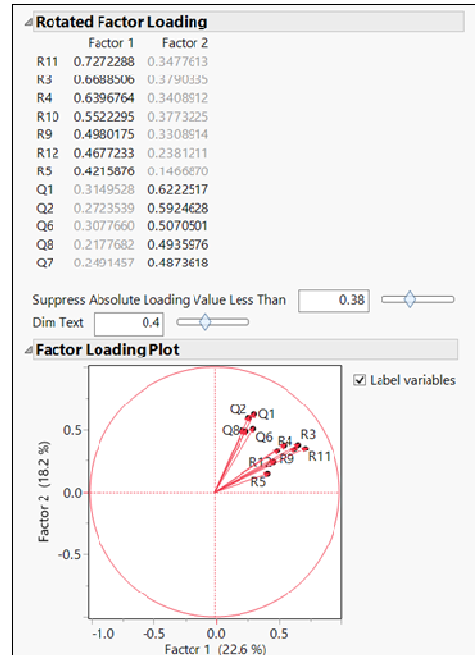 Rotated Factor Loading
Factor 1 Factor 2
R11 0.7272288 0.3477613
R3 0.6688506 0.3790335
R4 0.6396764 0.3408912
R10 0.5522295 0.3773225
R9 0.4980175 0.3308914
R12 0.4677233 0.2381211
R5 0.4215876 0.1466870
Q1 0.3149528 0.6222517
Q2 0.2723539 0.5924628
Q6 0.3077660 0.5070501
Q8 0.2177682 0.4935976
Q7 0.2491457 0.4873618
Suppress Absolute Loading Value Less Than 0.38
Dim Text 0.4
Factor Loading Plot
Label variables
Q2 Q1
0.5 Q8 Q6 R4 R3
R12 R9 R11
R5
0.0
-0.5
Factor 2 (18.2 %)
-1.0 -0.5 0.0 0.5
Factor 1 (22.6 %)